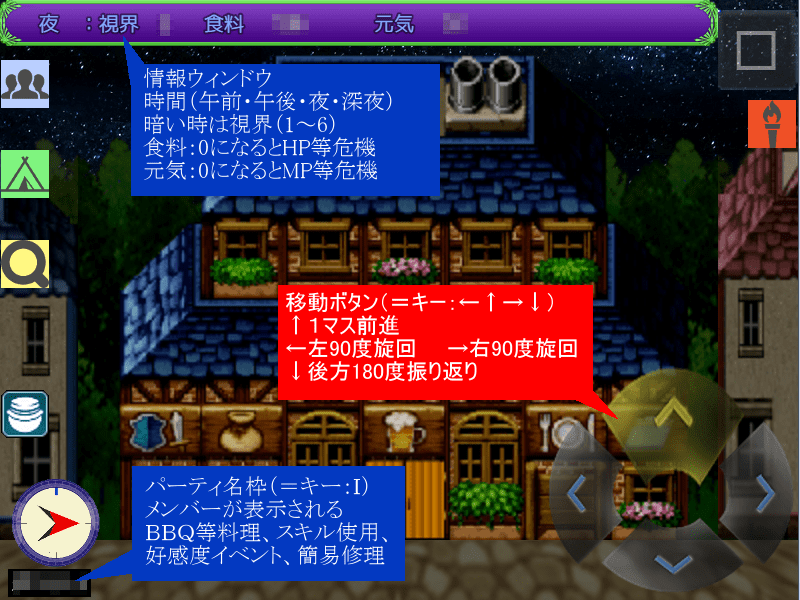 夜　：視界　食料　元気
情報ウィンドウ
時間（午前・午後・夜・深夜）
暗い時は視界（1～6）
食料：0になるとHP等危機
元気：0になるとMP等危機
移動ボタン（＝キー：←↑→↓）
↑１マス前進
←左90度旋回　→右90度旋回
↓後方180度振り返り
パーティ名枠（＝キー：I）
メンバーが表示される
BBQ等料理、スキル使用、
好感度イベント、簡易修理